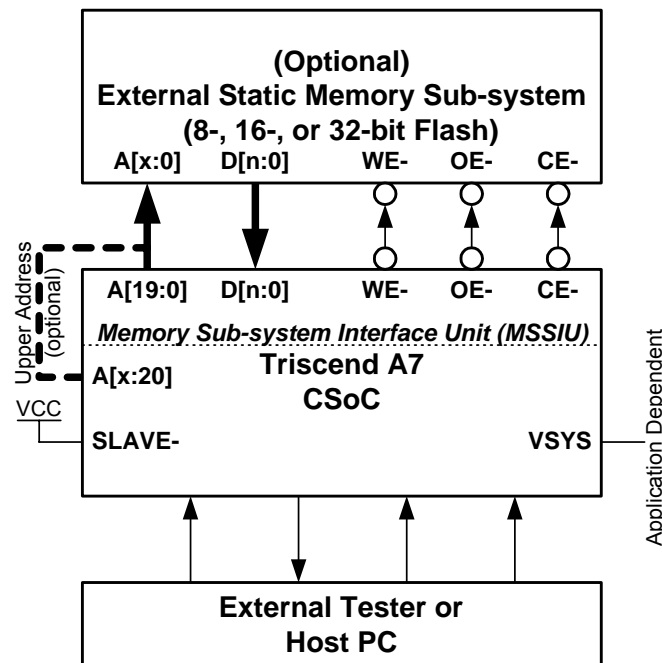 (Optional)
External Static Memory Sub-system
(8-, 16-, or 32-bit Flash)
A[x:0] D[n:0] WE- OE- CE-
Upper Address
(optional)
A[19:0] D[n:0] WE- OE- CE-
Memory Sub-system Interface Unit (MSSIU)
Triscend A7
CSoC
A[x:20]
VCC
SLAVE-
VSYS
Application Dependent
External Tester or
Host PC